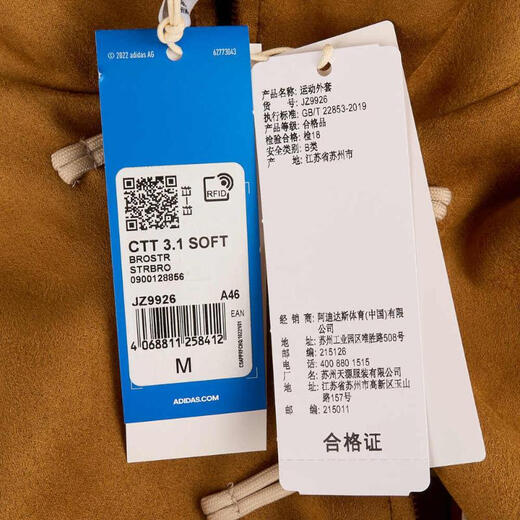 © 2022 adidas AG
62773043
RFID
CTT 3.1 SOFT
BROSTR
STRBRO
0900128856
JZ9926
A46
EAN
4068811258412
M
ADIDAS.COM
产品名称: 运动外套
货 号: JZ9926
执行标准: GB/T 22853-2019
产品等级: 合格品
检验合格: 检18
安全类别: B类
产 地: 江苏省苏州市
经 销 商: 阿迪达斯体育(中国)有限
公司
地 址: 苏州工业园区唯胜路508号
邮 编: 215126
电 话: 400 880 1515
厂 名: 苏州天源服装有限公司
地 址: 江苏省苏州市高新区玉山
路157号
邮 编: 215011
合格证